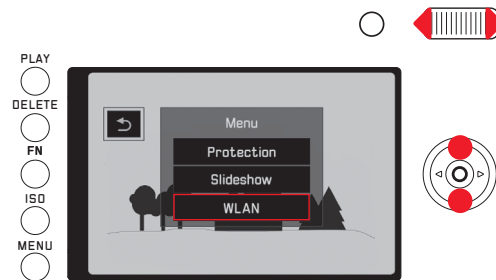 PLAY
DELETE
FN
ISO
MENU
Menu
Protection
Slideshow
WLAN